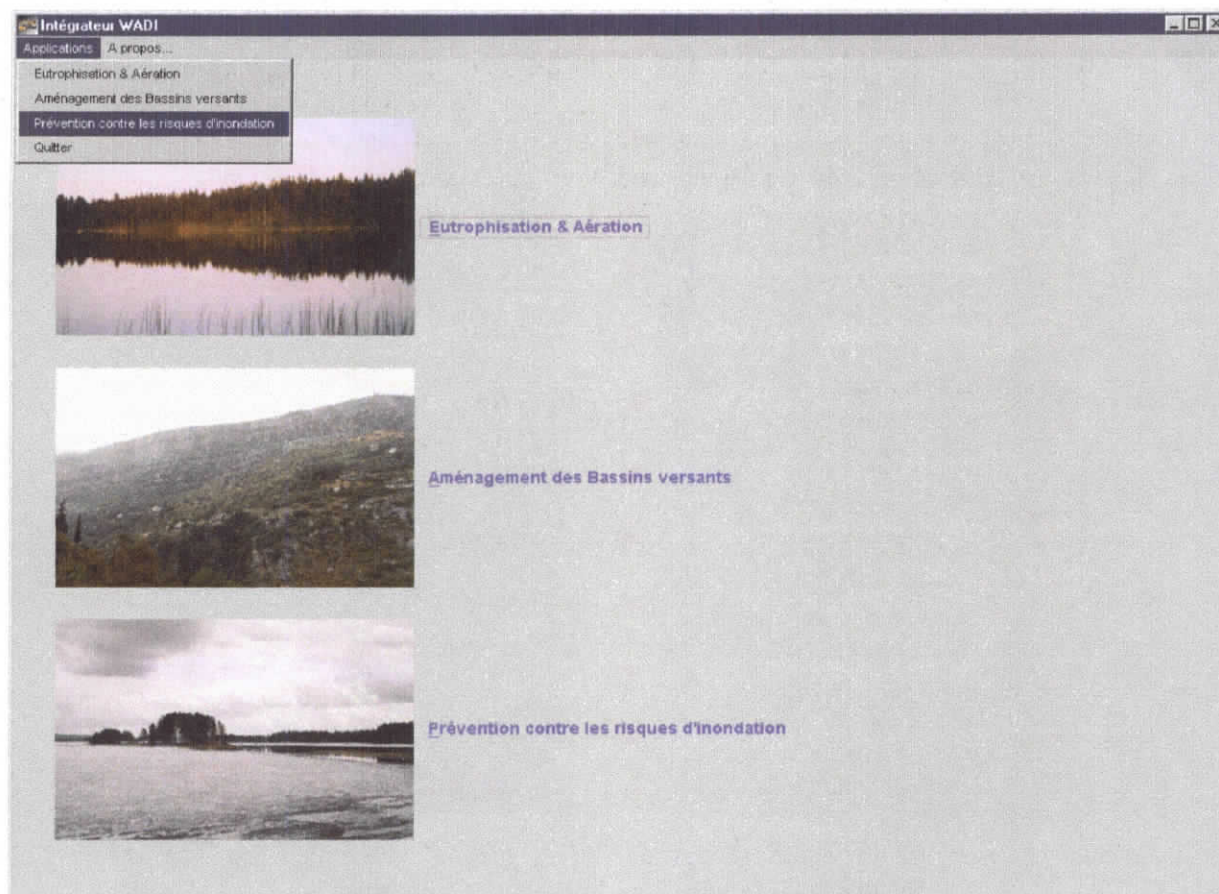 Intégrateur WADI
Applications A propos...
Eutrophisation & Aération
Aménagement des Bassins versants
Prévention contre les risques d'inondation
Quitter
Eutrophisation & Aération
Aménagement des Bassins versants
Prévention contre les risques d'inondation